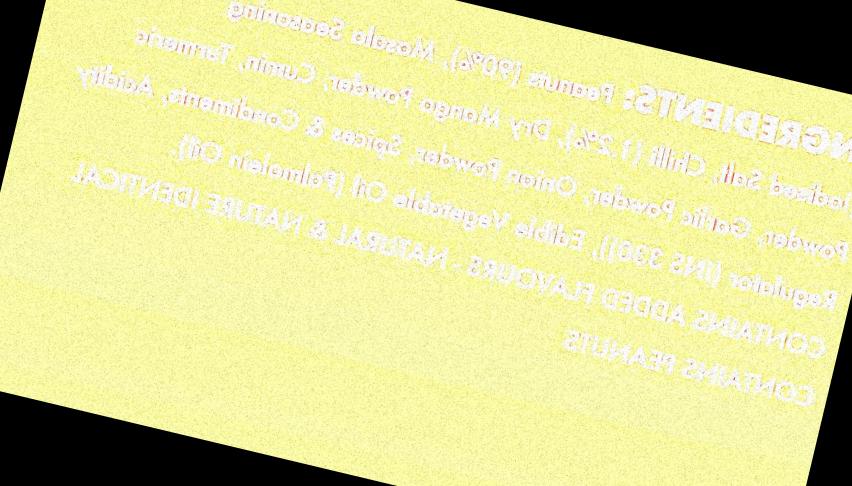 INGREDIENTS: Peanuts (90%), Masala Seasoning
Iodised Salt, Chilli (1.2%), Dry Mango Powder, Cumin, Turmeric
Powder, Garlic Powder, Onion Powder, Spices & Condiments, Acidity
Regulator (INS 330)], Edible Vegetable Oil (Palmolein Oil).
CONTAINS ADDED FLAVOURS - NATURAL & NATURE IDENTICAL
CONTAINS PEANUTS